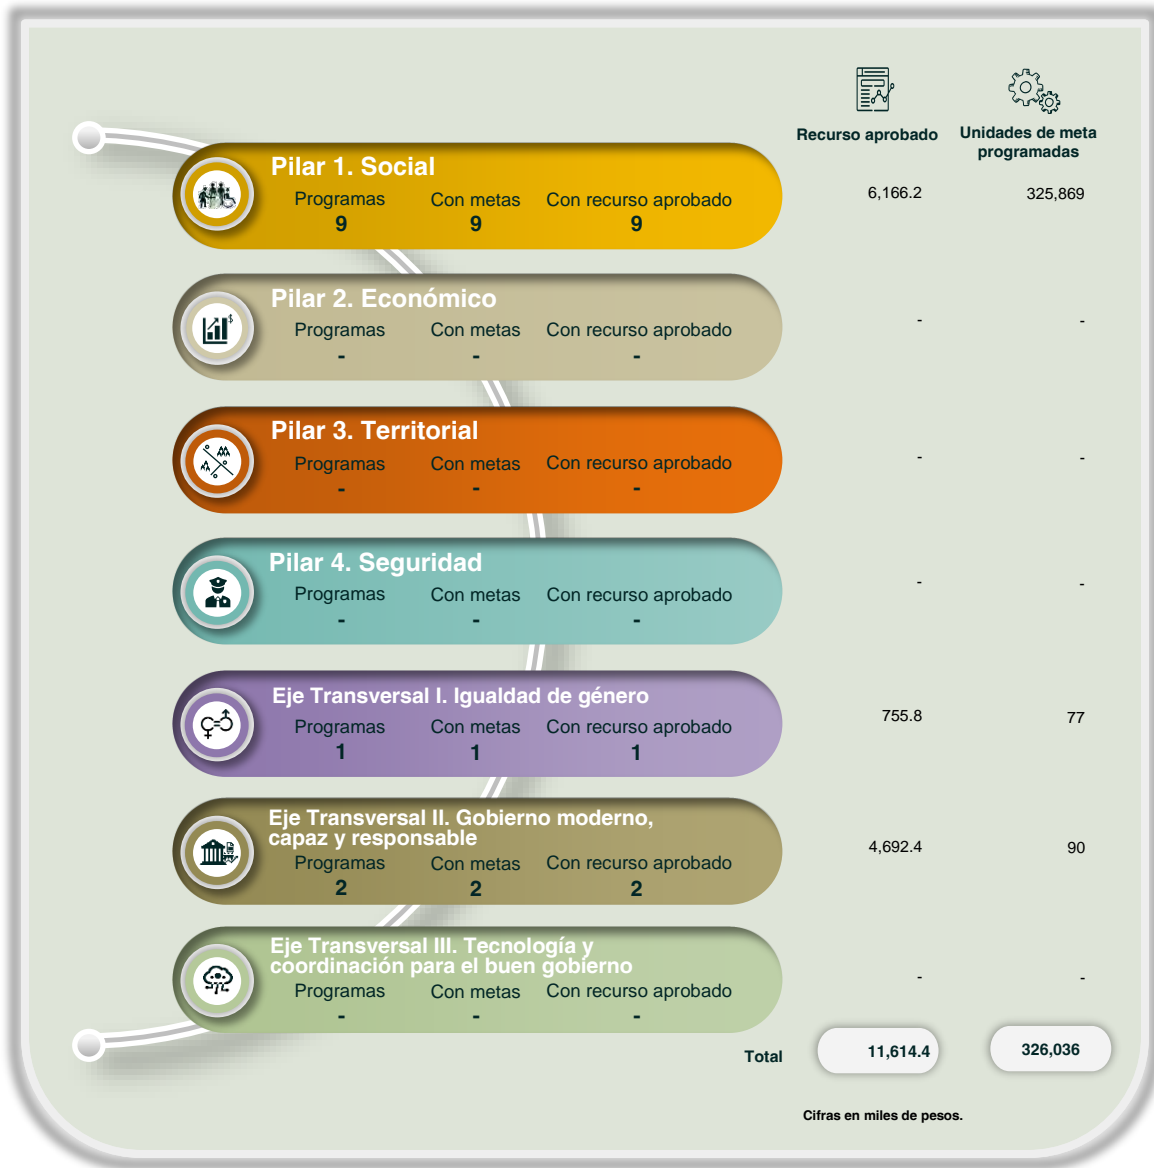 Recurso aprobado
Unidades de meta
programadas
Pilar 1. Social
Programas Con metas Con recurso aprobado
9 9 9
6,166.2 325,869
Pilar 2. Económico
Programas Con metas Con recurso aprobado
- - -
- -
Pilar 3. Territorial
Programas Con metas Con recurso aprobado
- - -
- -
Pilar 4. Seguridad
Programas Con metas Con recurso aprobado
- - -
- -
Eje Transversal I. Igualdad de género
Programas Con metas Con recurso aprobado
1 1 1
755.8 77
Eje Transversal II. Gobierno moderno,
capaz y responsable
Programas Con metas Con recurso aprobado
2 2 2
4,692.4 90
Eje Transversal III. Tecnología y
coordinación para el buen gobierno
Programas Con metas Con recurso aprobado
- - -
- -
Total 11,614.4 326,036
Cifras en miles de pesos.